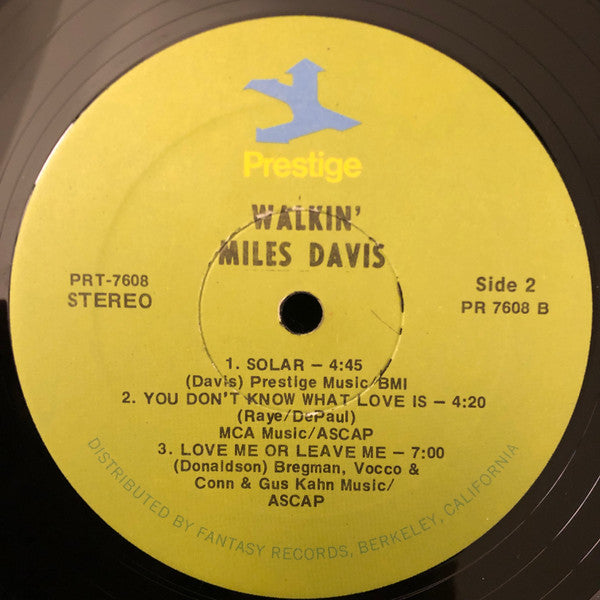 Prestige
WALKIN'
MILES DAVIS
PRT-7608
STEREO
Side 2
PR 7608 B
1. SOLAR – 4:45
(Davis) Prestige Music/BMI
2. YOU DON'T KNOW WHAT LOVE IS – 4:20
(Raye/DePaul)
MCA Music/ASCAP
3. LOVE ME OR LEAVE ME – 7:00
(Donaldson) Bregman, Vocco &
Conn & Gus Kahn Music/
ASCAP
DISTRIBUTED BY FANTASY RECORDS, BERKELEY, CALIFORNIA